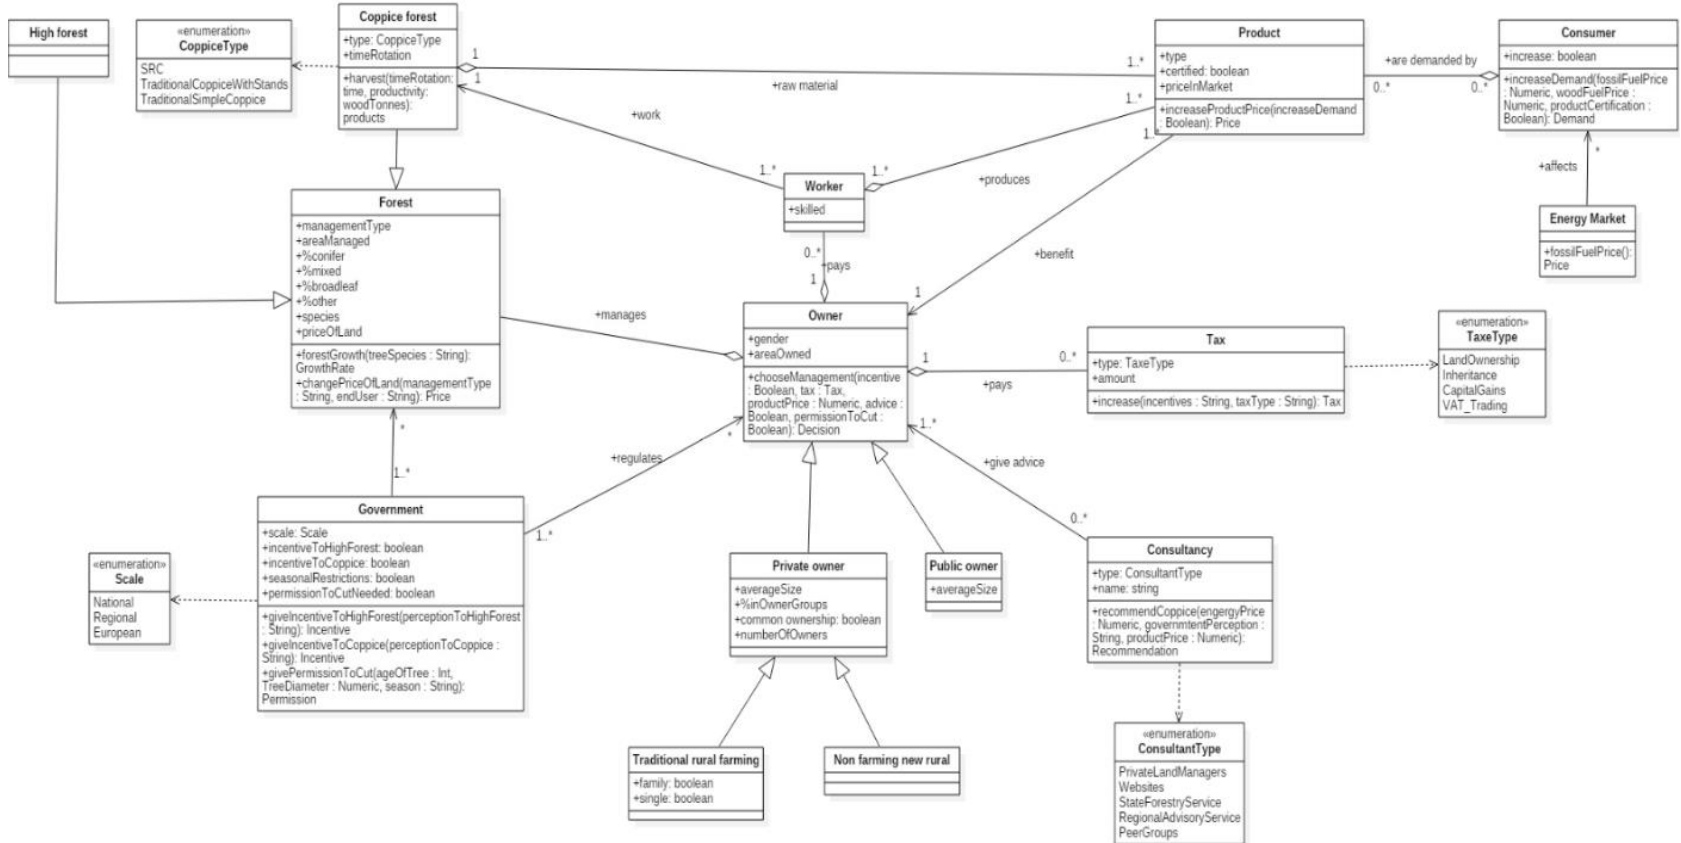 High forest
«enumeration»
CoppiceType
SRC
TraditionalCoppiceWithStands
TraditionalSimpleCoppice
Coppice forest
+type: CoppiceType
+timeRotation
+harvest(timeRotation:
time, productivity:
woodTonnes):
products
1
1
+raw material
1..*
+work
1..*
Product
+type
+certified: boolean
+priceInMarket
+increaseProductPrice(increaseDemand
: Boolean): Price
1..*
1..
+are demanded by
0..*
0..*
Consumer
+increase: boolean
+increaseDemand(fossilFuelPrice
: Numeric, woodFuelPrice :
Numeric, productCertification :
Boolean): Demand
*
+affects
Energy Market
+fossilFuelPrice():
Price
Worker
+skilled
1..*
+produces
0..*
+pays
1
+benefit
1
Forest
+managementType
+areaManaged
+%conifer
+%mixed
+%broadleaf
+%other
+species
+priceOfLand
+forestGrowth(treeSpecies : String):
GrowthRate
+changePriceOfLand(managementType
: String, endUser : String): Price
+manages
Owner
+gender
+areaOwned
+chooseManagement(incentive
: Boolean, tax : Tax,
productPrice : Numeric, advice :
Boolean, permissionToCut :
Boolean): Decision
1
+pays
0..*
Tax
+type: TaxeType
+amount
+increase(incentives : String, taxType : String): Tax
«enumeration»
TaxeType
LandOwnership
Inheritance
CapitalGains
VAT_Trading
*
1..*
+regulates
*
1..*
1..*
+give advice
0..*
Government
+scale: Scale
+incentiveToHighForest: boolean
+incentiveToCoppice: boolean
+seasonalRestrictions: boolean
+permissionToCutNeeded: boolean
+giveIncentiveToHighForest(perceptionToHighForest
: String): Incentive
+giveIncentiveToCoppice(perceptionToCoppice :
String): Incentive
+givePermissionToCut(ageOfTree : Int,
TreeDiameter : Numeric, season : String):
Permission
«enumeration»
Scale
National
Regional
European
Private owner
+averageSize
+%inOwnerGroups
+common ownership: boolean
+numberOfOwners
Public owner
+averageSize
Consultancy
+type: ConsultantType
+name: string
+recommendCoppice(engergyPrice
: Numeric, governmtentPerception :
String, productPrice : Numeric):
Recommendation
Traditional rural farming
+family: boolean
+single: boolean
Non farming new rural
«enumeration»
ConsultantType
PrivateLandManagers
Websites
StateForestryService
RegionalAdvisoryService
PeerGroups